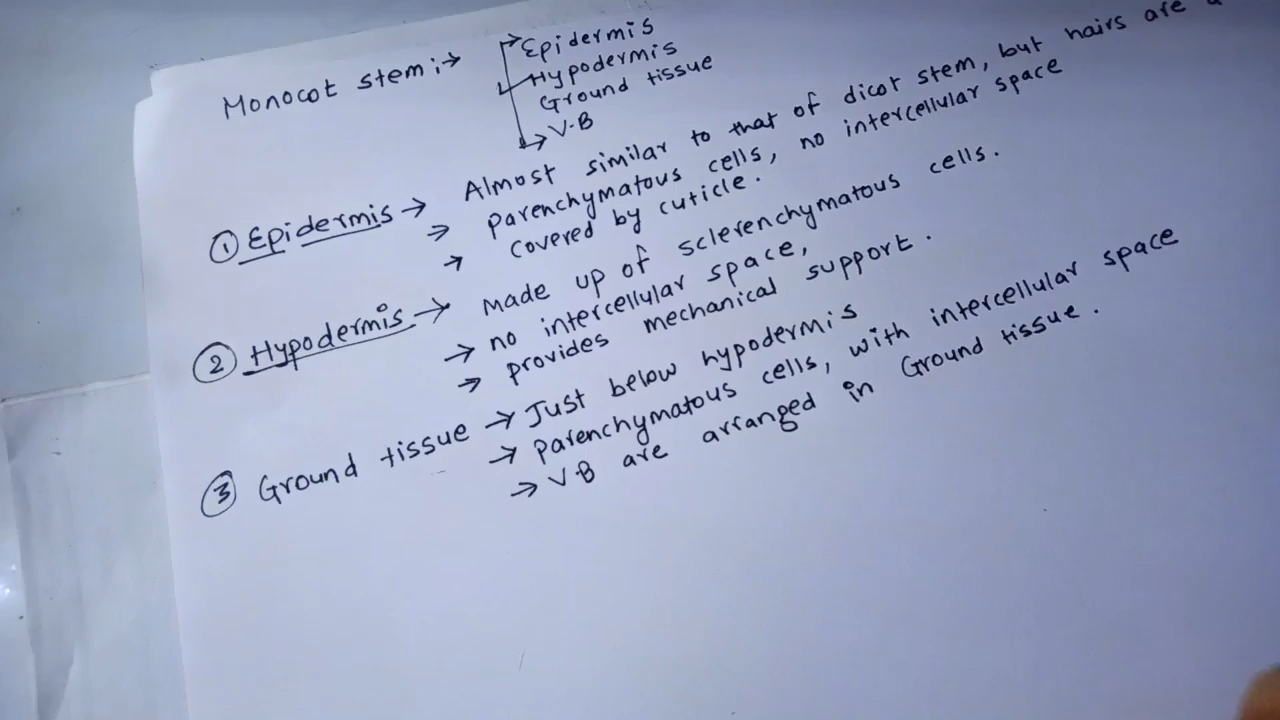 Monocot stem :→ Epidermis
Hypodermis
Ground tissue
V.B
① Epidermis → Almost similar to that of dicot stem, but hairs are
→ parenchymatous cells, no intercellular space
→ covered by cuticle.
② Hypodermis → made up of sclerenchymatous cells.
→ no intercellular space,
→ provides mechanical support.
③ Ground tissue → Just below hypodermis
→ parenchymatous cells, with intercellular space
→ V.B are arranged in Ground tissue.